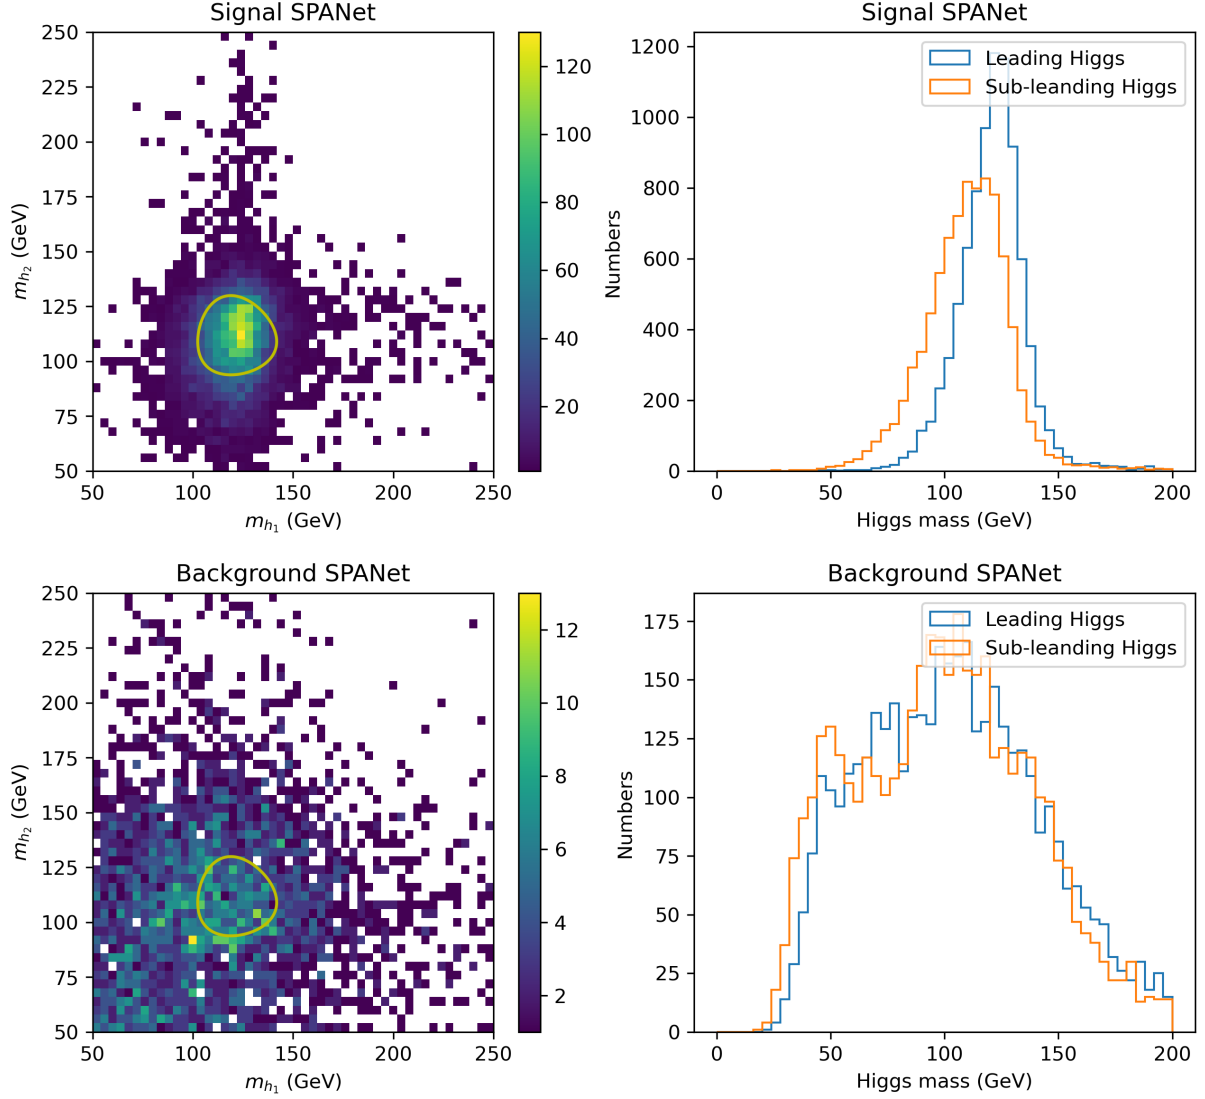 Signal SPANet
250
225
200
175
150
125
100
75
50
50 100 150 200 250
m_{h_2} (GeV)
m_{h_1} (GeV)
120
100
80
60
40
20
Signal SPANet
Leading Higgs
Sub-leanding Higgs
1200
1000
800
600
400
200
0
0 50 100 150 200
Numbers
Higgs mass (GeV)
Background SPANet
250
225
200
175
150
125
100
75
50
50 100 150 200 250
m_{h_2} (GeV)
m_{h_1} (GeV)
12
10
8
6
4
2
Background SPANet
Leading Higgs
Sub-leanding Higgs
175
150
125
100
75
50
25
0
0 50 100 150 200
Numbers
Higgs mass (GeV)